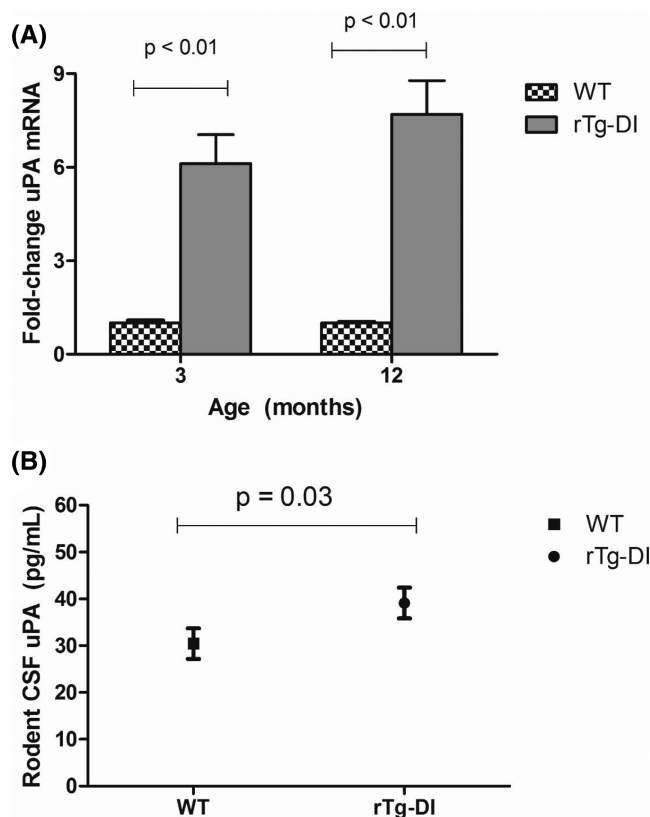 (A)
p < 0.01
p < 0.01
WT
rTg-DI
Fold-change uPA mRNA
9
6
3
0
3
12
Age (months)
(B)
p = 0.03
WT
rTg-DI
Rodent CSF uPA (pg/mL)
60
50
40
30
20
10
0
WT
rTg-DI